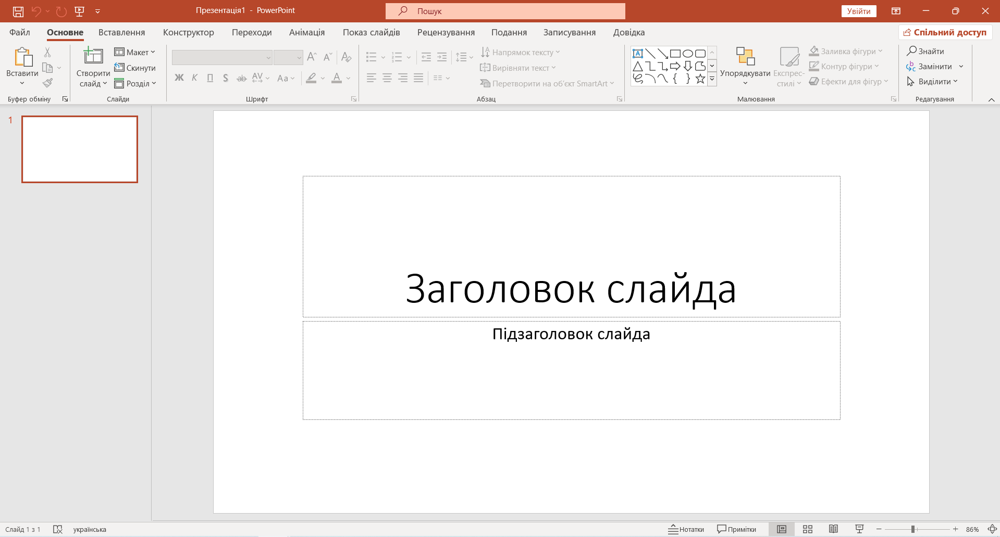 Презентація1 - PowerPoint
Пошук
Увійти
Файл Основне Вставлення Конструктор Переходи Анімація Показ слайдів Рецензування Подання Записування Довідка Спільний доступ
Вставити
Буфер обміну
Створити слайд
Макет
Скинути
Розділ
Слайди
Ж К П S ab AV Aa A
Шрифт
Напрямок тексту
Вирівняти текст
Перетворити на об'єкт SmartArt
Абзац
Упорядкувати
Експрес-
стилі
Заливка фігури
Контур фігури
Ефекти для фігур
Малювання
Знайти
Замінити
Виділити
Редагування
1
Заголовок слайда
Підзаголовок слайда
Слайд 1 з 1 українська Нотатки Примітки 86%